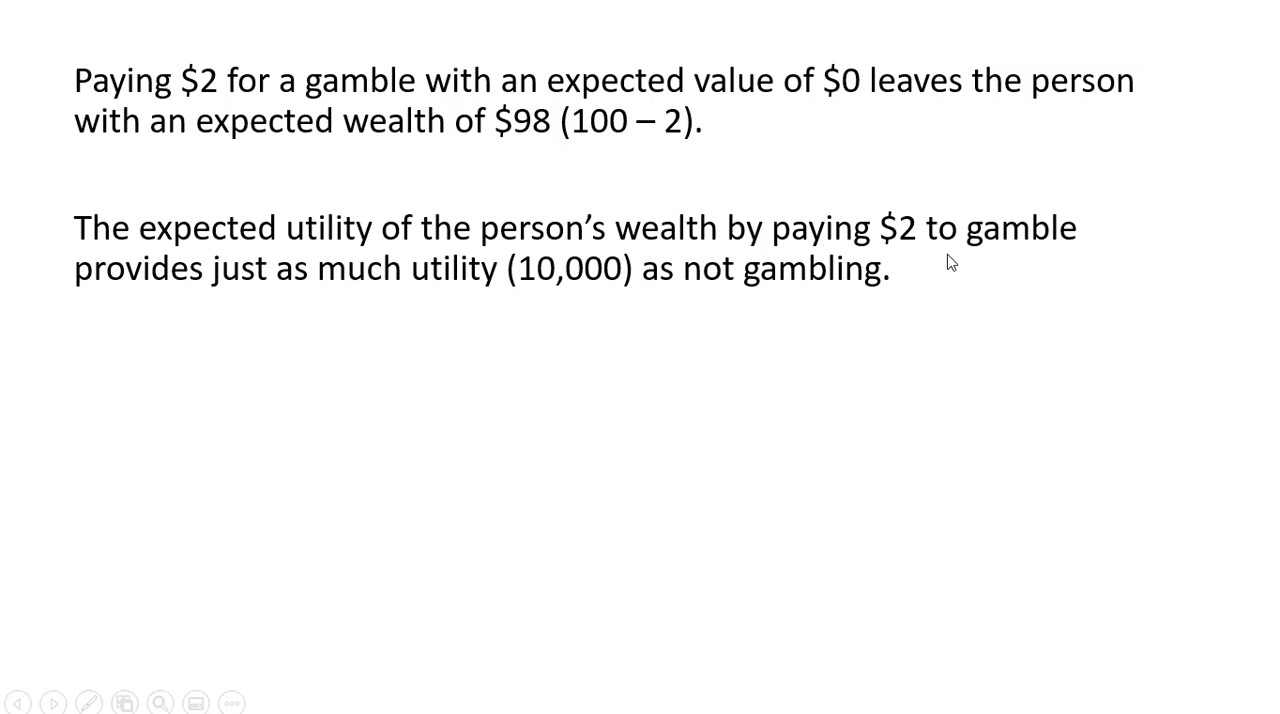 Paying $2 for a gamble with an expected value of $0 leaves the person
with an expected wealth of $98 (100 – 2).
The expected utility of the person’s wealth by paying $2 to gamble
provides just as much utility (10,000) as not gambling.